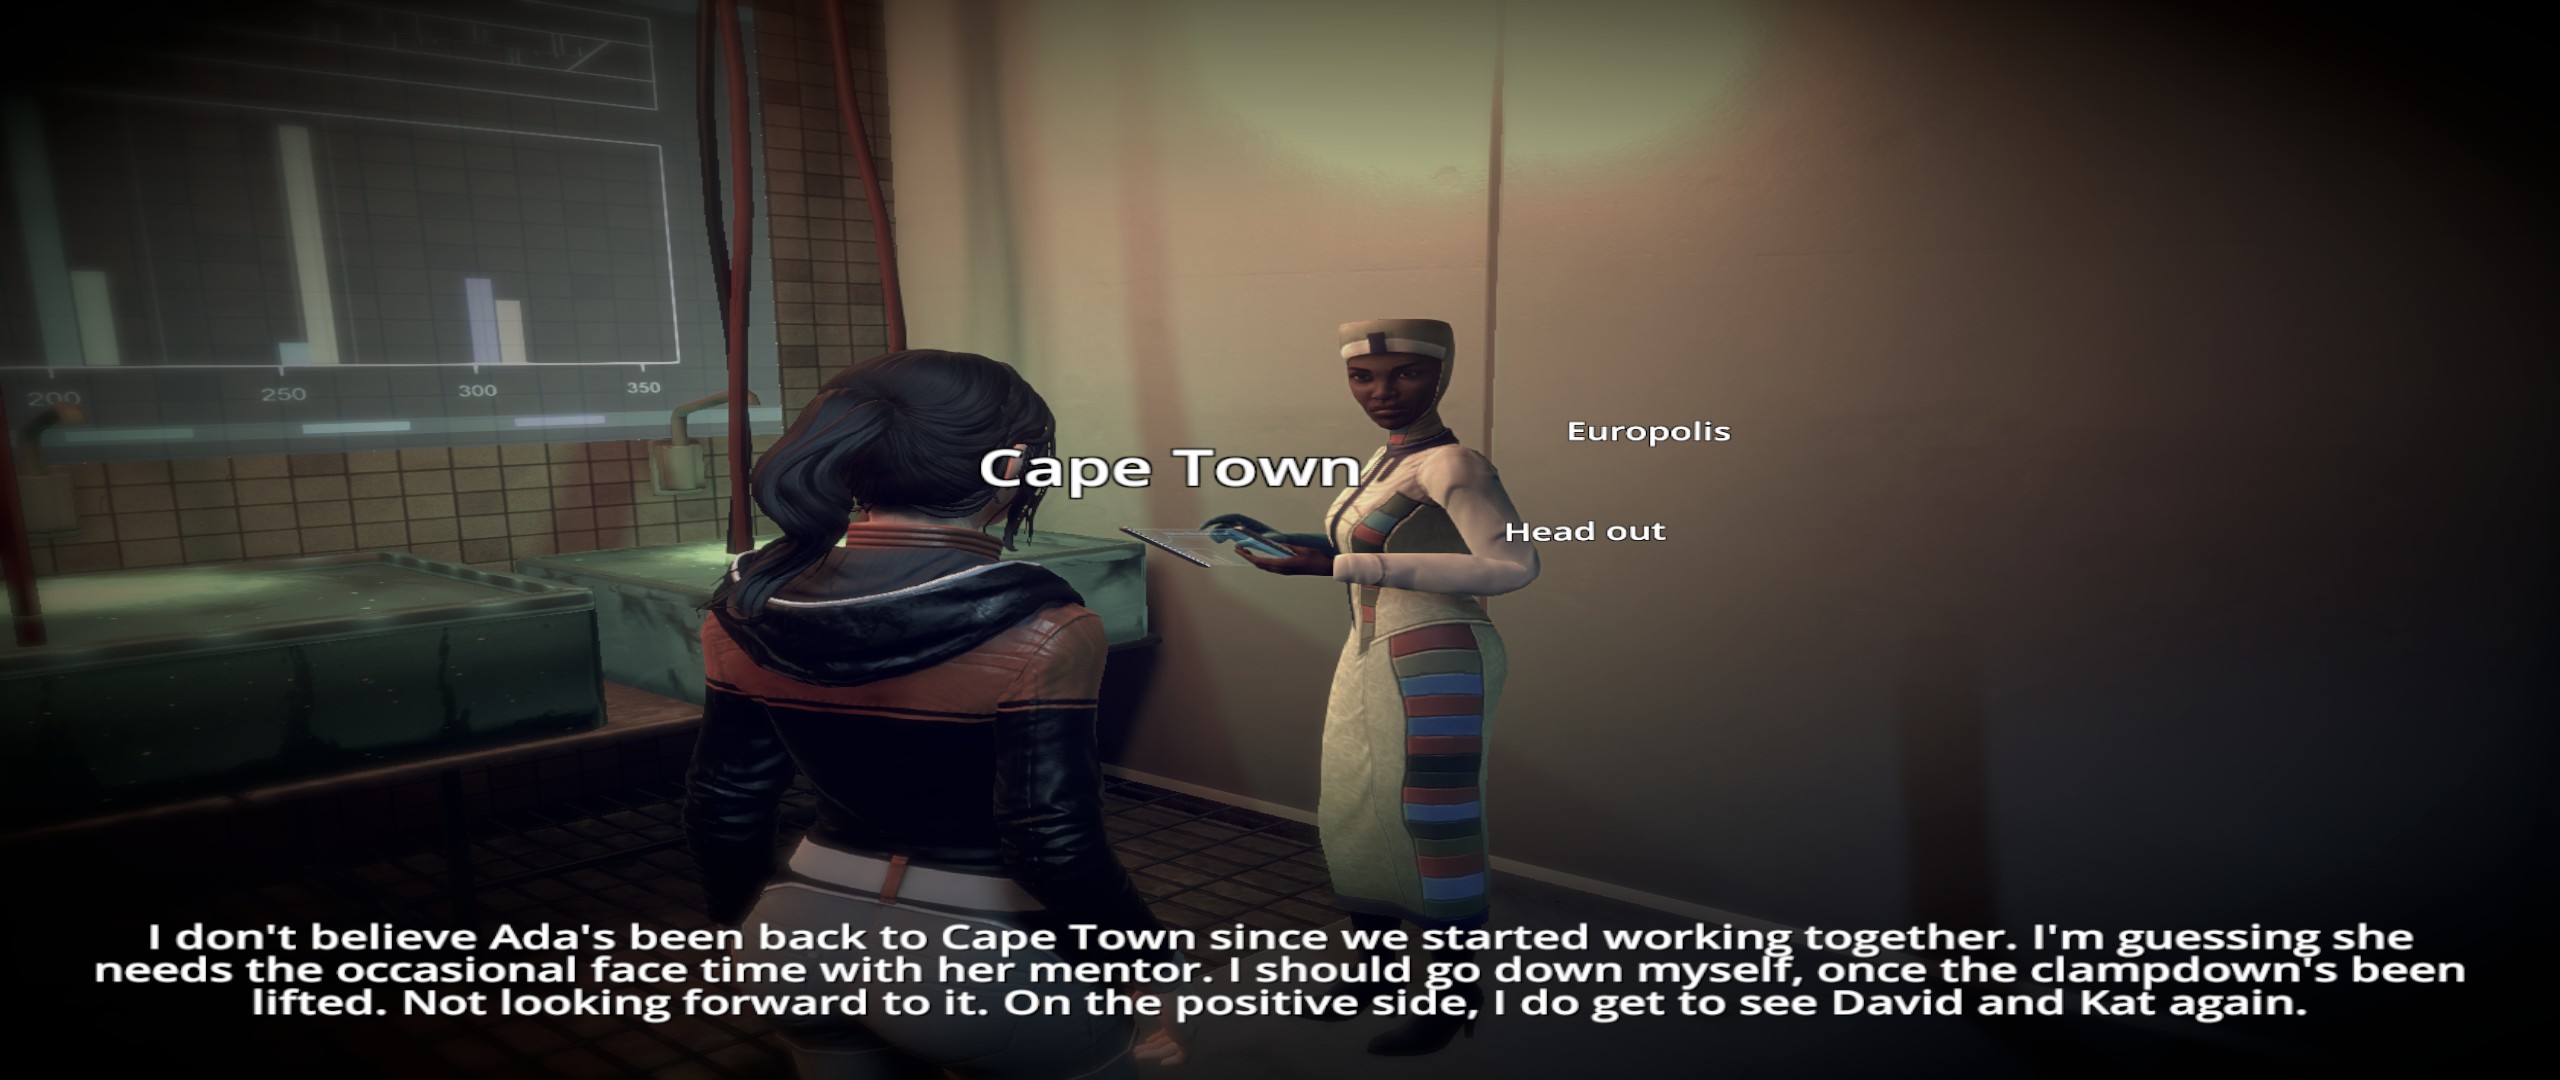 200 250 300 350
Europolis
Cape Town
Head out
I don't believe Ada's been back to Cape Town since we started working together. I'm guessing she
needs the occasional face time with her mentor. I should go down myself, once the clampdown's been
lifted. Not looking forward to it. On the positive side, I do get to see David and Kat again.